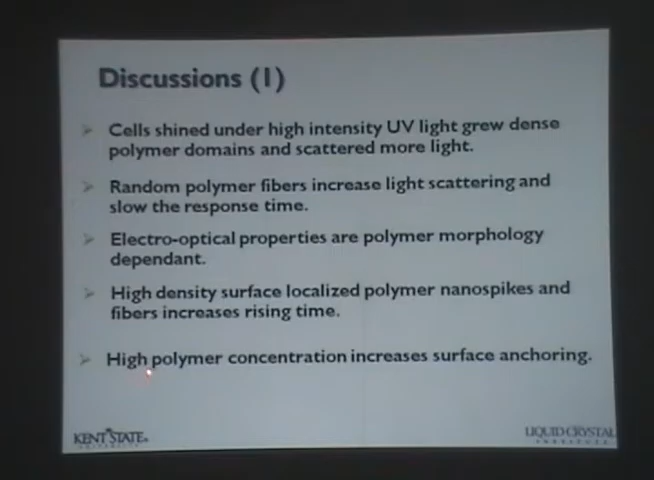 Discussions (1)
Cells shined under high intensity UV light grew dense
polymer domains and scattered more light.
Random polymer fibers increase light scattering and
slow the response time.
Electro-optical properties are polymer morphology
dependant.
High density surface localized polymer nanospikes and
fibers increases rising time.
High polymer concentration increases surface anchoring.
KENT STATE
UNIVERSITY
LIQUID CRYSTAL
INSTITUTE